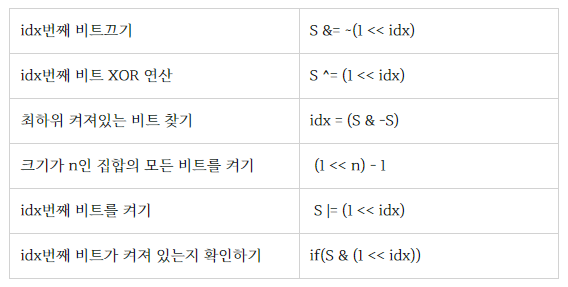 idx번째 비트끄기 S &= ~(1 << idx)
idx번째 비트 XOR 연산 S ^= (1 << idx)
최하위 켜져있는 비트 찾기 idx = (S & -S)
크기가 n인 집합의 모든 비트를 켜기 (1 << n) - 1
idx번째 비트를 켜기 S |= (1 << idx)
idx번째 비트가 켜져 있는지 확인하기 if(S & (1 << idx))